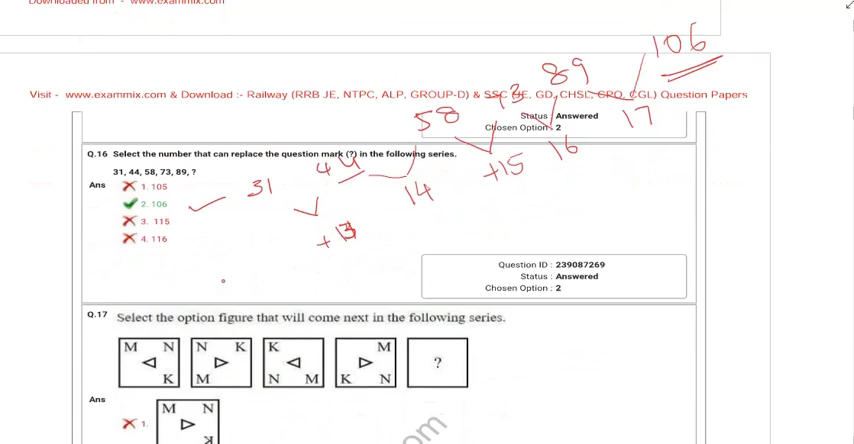 Downloaded from - www.exammix.com
106
89
Visit - www.exammix.com & Download :- Railway (RRB JE, NTPC, ALP, GROUP-D) & SSC (JE, GD, CHSL, CPO, CGL) Question Papers
73
58
Status : Answered
17
Chosen Option : 2
16
Q.16 Select the number that can replace the question mark (?) in the following series.
44
+15
31, 44, 58, 73, 89, ?
Ans
1. 105
31
14
2. 106
3. 115
+13
4. 116
Question ID : 239087269
Status : Answered
Chosen Option : 2
Q.17 Select the option figure that will come next in the following series.
M N N K K M
?
K M N M K N
Ans
M N
1.
K
om